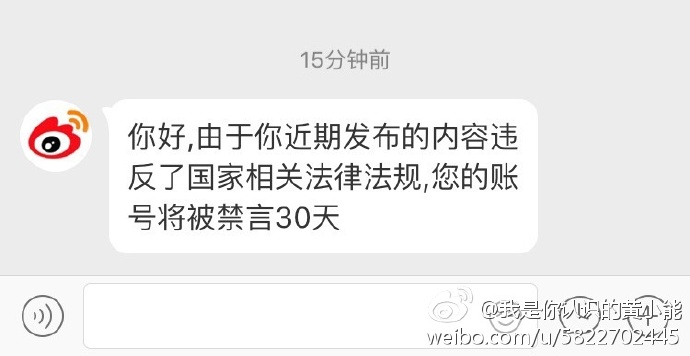 15分钟前
你好,由于你近期发布的内容违
反了国家相关法律法规,您的账
号将被禁言30天
@我是你认识的黄小能
weibo.com/u/5822702445